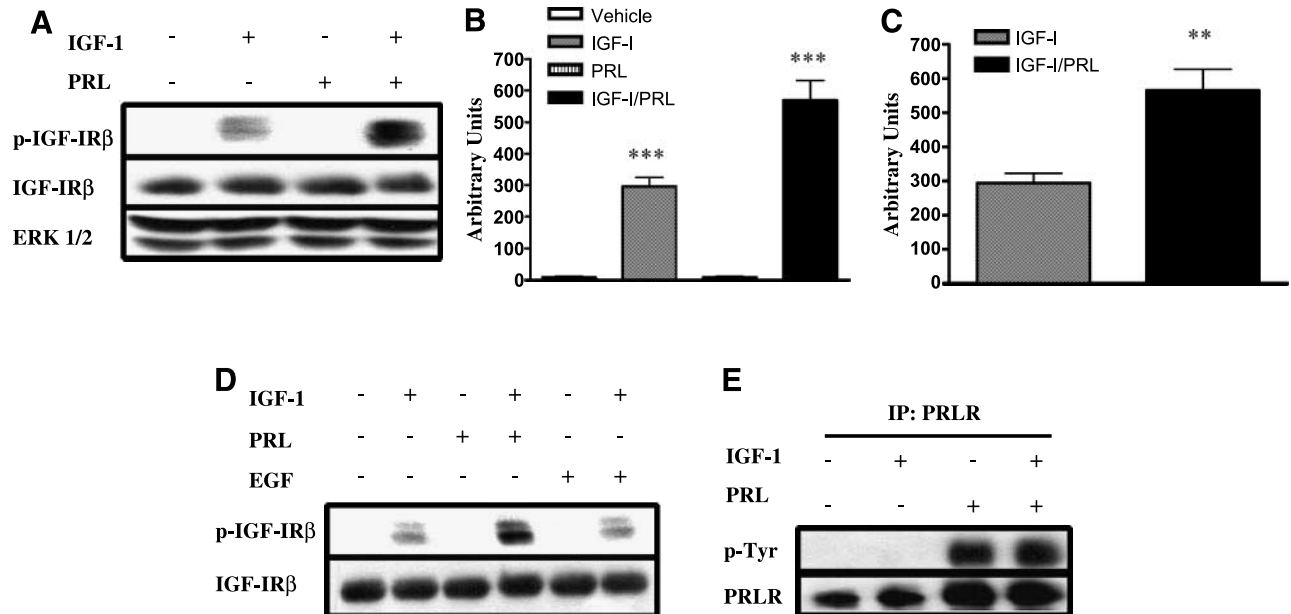 A
IGF-1 - + - +
PRL - - + +
p-IGF-IRβ
IGF-IRβ
ERK 1/2
B
Vehicle
IGF-I
PRL
IGF-I/PRL
Arbitrary Units
700
600
500
400
300
200
100
0
***
***
C
IGF-I
IGF-I/PRL
Arbitrary Units
700
600
500
400
300
200
100
0
**
D
IGF-1 - + - + - +
PRL - - + + - -
EGF - - - - + +
p-IGF-IRβ
IGF-IRβ
E
IP: PRLR
IGF-1 - + - +
PRL - - + +
p-Tyr
PRLR